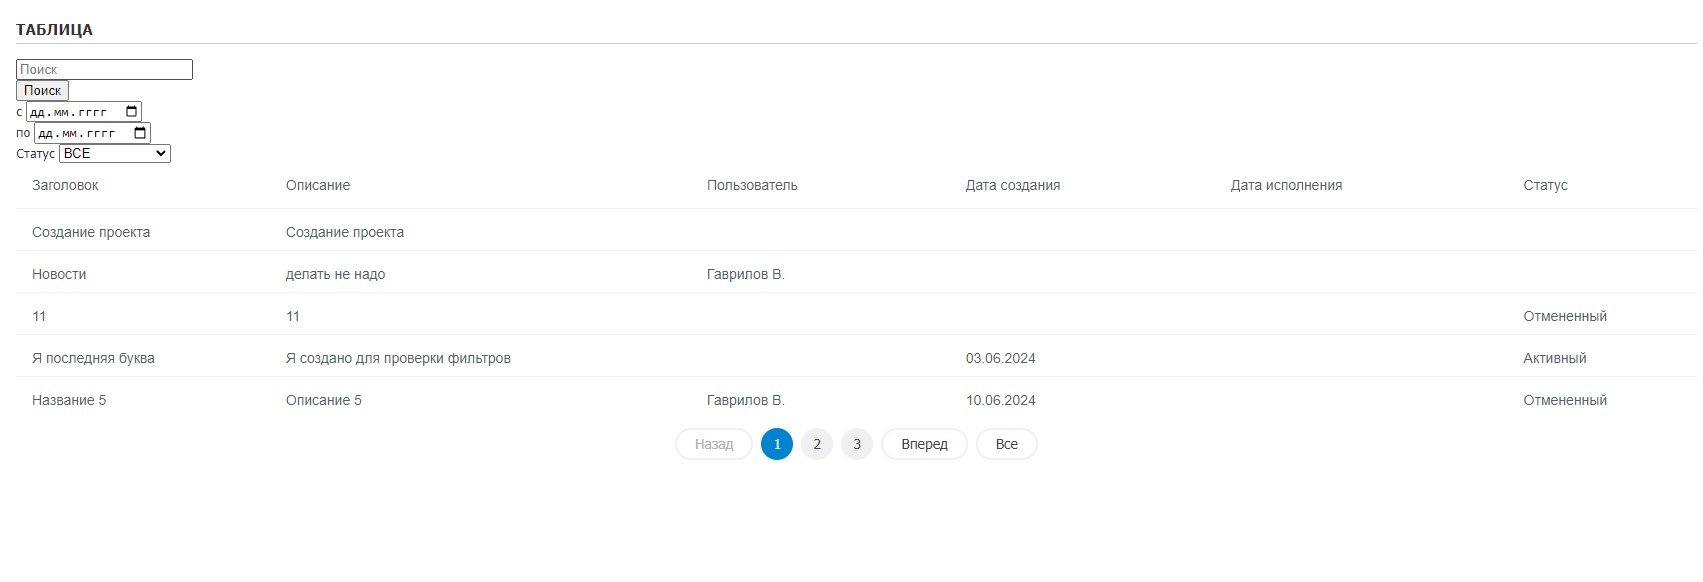 ТАБЛИЦА
Поиск
Поиск
с дд.мм.гггг
по дд.мм.гггг
Статус ВСЕ
Заголовок Описание Пользователь Дата создания Дата исполнения Статус
Создание проекта Создание проекта
Новости делать не надо Гаврилов В.
11 11 Отмененный
Я последняя буква Я создано для проверки фильтров 03.06.2024 Активный
Название 5 Описание 5 Гаврилов В. 10.06.2024 Отмененный
Назад 1 2 3 Вперед Все